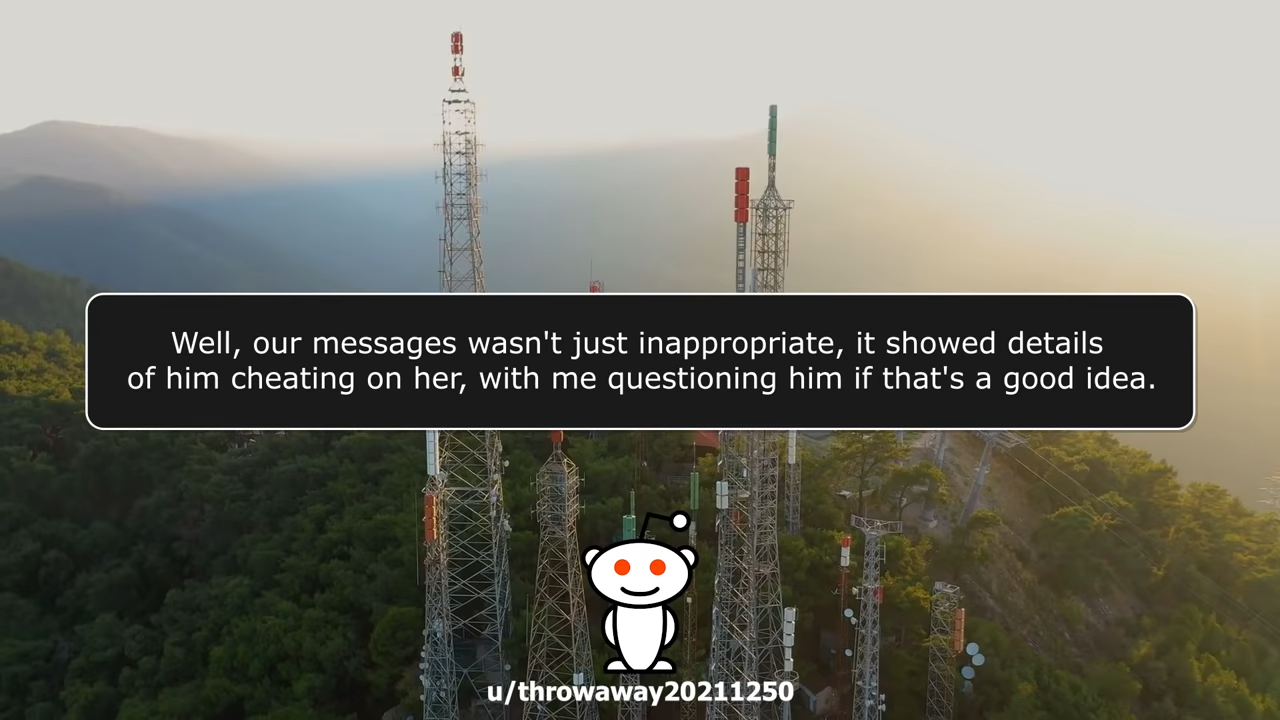 Well, our messages wasn't just inappropriate, it showed details
of him cheating on her, with me questioning him if that's a good idea.
u/throwaway20211250